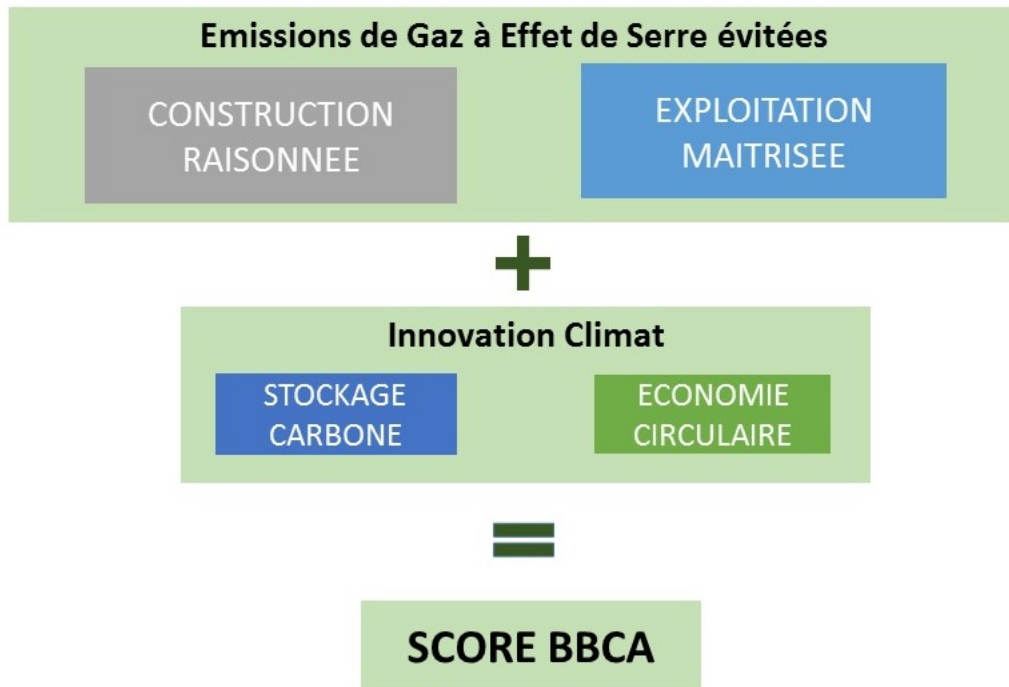 Emissions de Gaz à Effet de Serre évitées
CONSTRUCTION
RAISONNEE
EXPLOITATION
MAITRISEE
+
Innovation Climat
STOCKAGE
CARBONE
ECONOMIE
CIRCULAIRE
=
SCORE BBCA